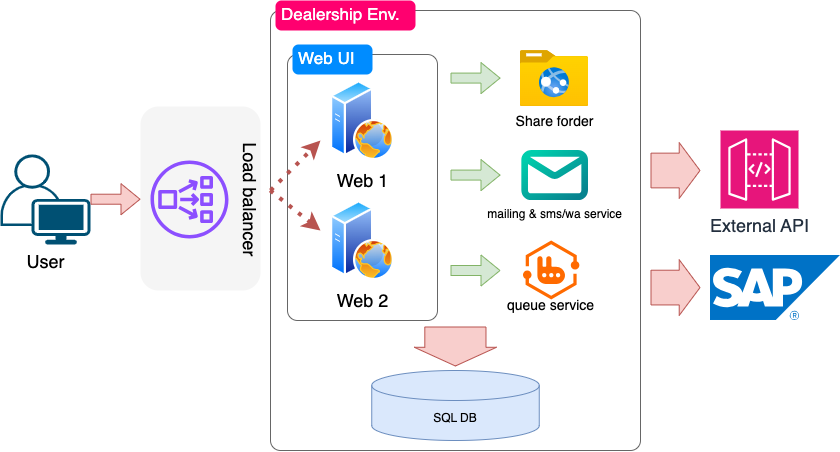 Dealership Env.
Web UI
Share forder
Load balancer
Web 1
mailing & sms/wa service
External API
User
Web 2
queue service
SAP
®
SQL DB